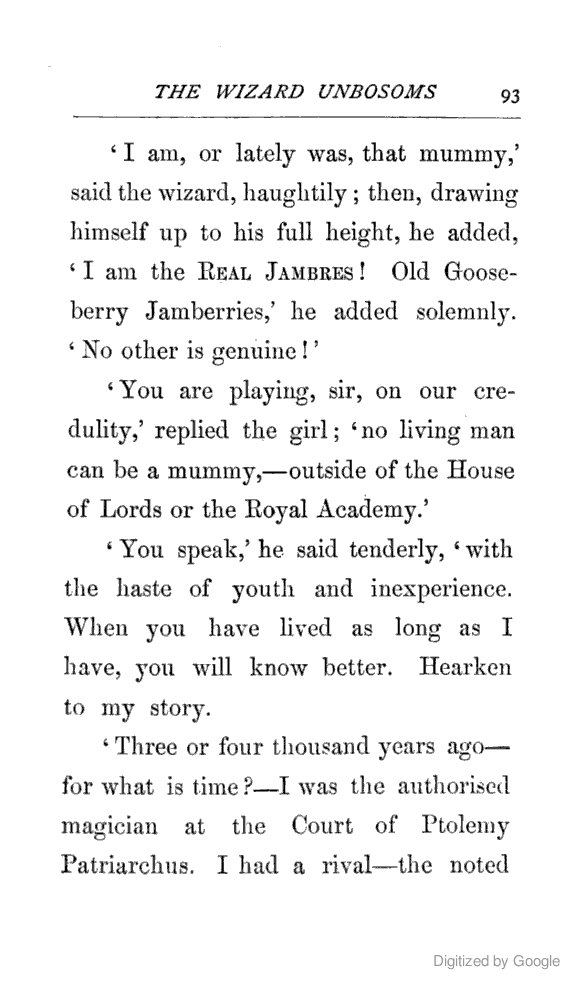 THE WIZARD UNBOSOMS 93
‘I am, or lately was, that mummy,’
said the wizard, haughtily; then, drawing
himself up to his full height, he added,
‘I am the REAL JAMBRES! Old Goose-
berry Jamberries,’ he added solemnly.
‘No other is genuine!’
‘You are playing, sir, on our cre-
dulity,’ replied the girl; ‘no living man
can be a mummy,—outside of the House
of Lords or the Royal Academy.’
‘You speak,’ he said tenderly, ‘with
the haste of youth and inexperience.
When you have lived as long as I
have, you will know better. Hearken
to my story.
‘Three or four thousand years ago—
for what is time?—I was the authorised
magician at the Court of Ptolemy
Patriarchus. I had a rival—the noted
Digitized by Google